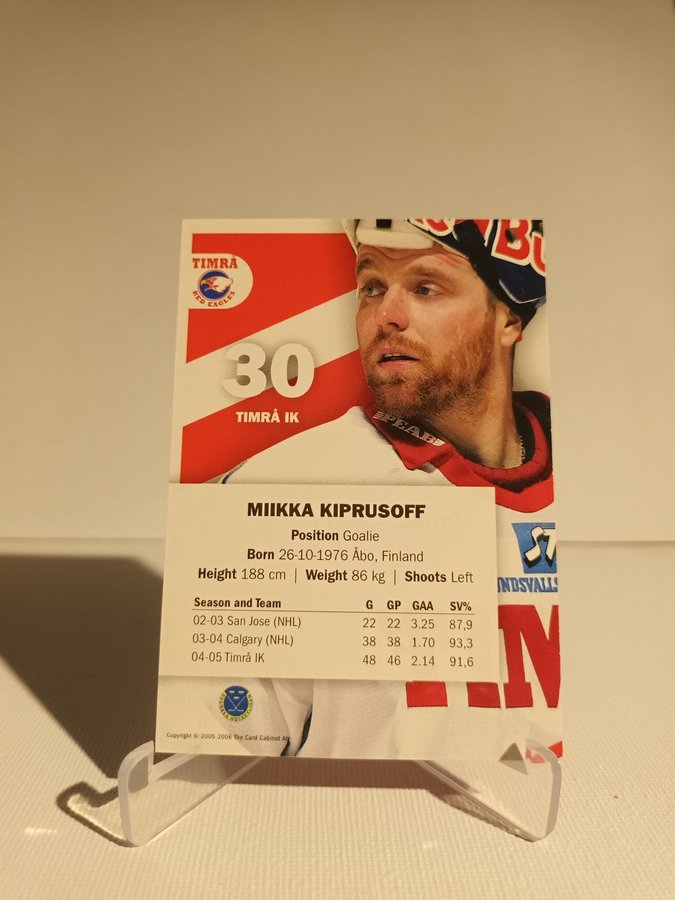 BU
TIMRÅ
RED EAGLES
30
TIMRÅ IK
PEAB
MIIKKA KIPRUSOFF
Position Goalie
Born 26-10-1976 Åbo, Finland
Height 188 cm | Weight 86 kg | Shoots Left
NDSVALLS
Season and Team G GP GAA SV%
02-03 San Jose (NHL) 22 22 3.25 87,9
03-04 Calgary (NHL) 38 38 1.70 93,3
04-05 Timrå IK 48 46 2.14 91,6
Copyright © 2005-2006 The Card Cabinet AB